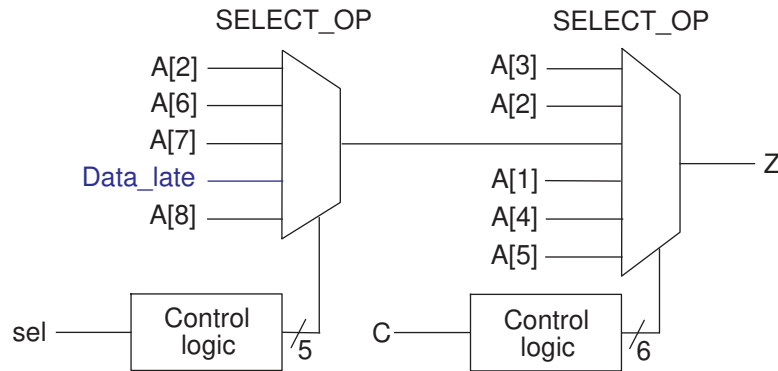 SELECT_OP
SELECT_OP
A[2]
A[6]
A[7]
Data_late
A[8]
A[3]
A[2]
A[1]
A[4]
A[5]
Z
sel
Control
logic
5
C
Control
logic
6